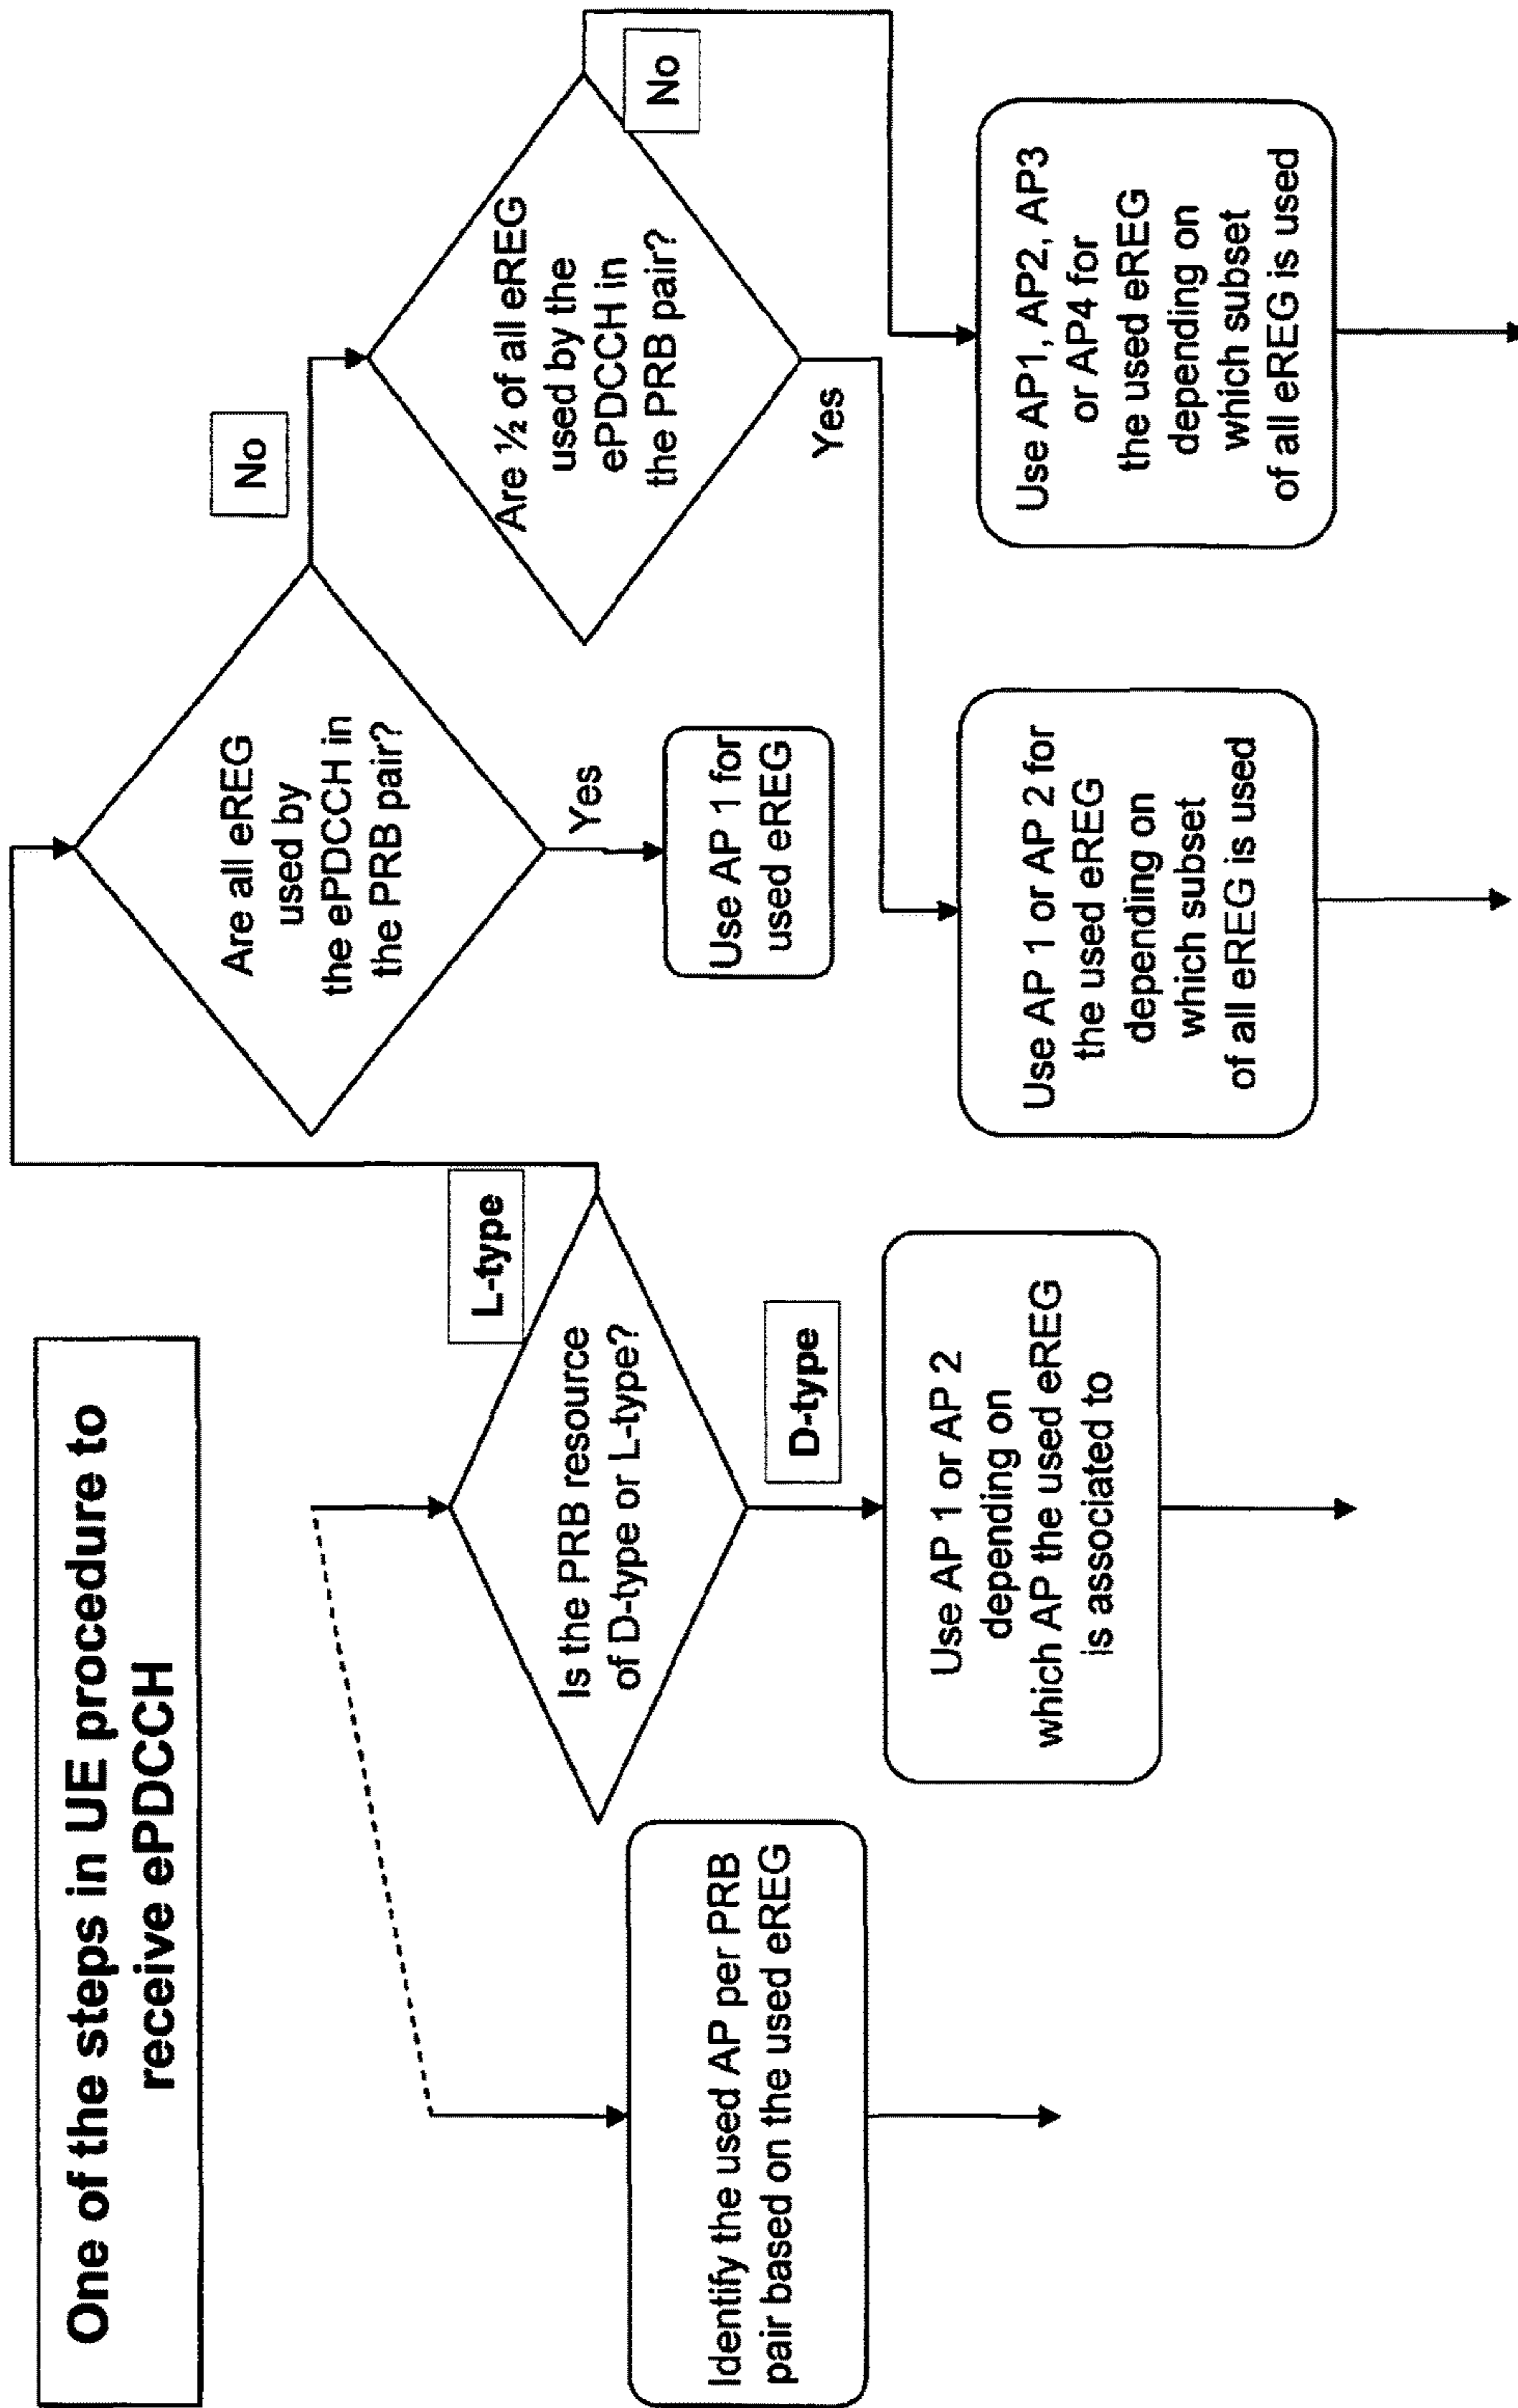 One of the steps in UE procedure to
receive ePDCCH
Identify the used AP per PRB
pair based on the used eREG
Is the PRB resource
of D-type or L-type?
L-type
D-type
Use AP 1 or AP 2
depending on
which AP the used eREG
is associated to
Are all eREG
used by
the ePDCCH in
the PRB pair?
No
Yes
Use AP 1 for
used eREG
Are ½ of all eREG
used by the
ePDCCH in
the PRB pair?
No
Yes
Use AP 1 or AP 2 for
the used eREG
depending on
which subset
of all eREG is used
Use AP1, AP2, AP3
or AP4 for
the used eREG
depending on
which subset
of all eREG is used